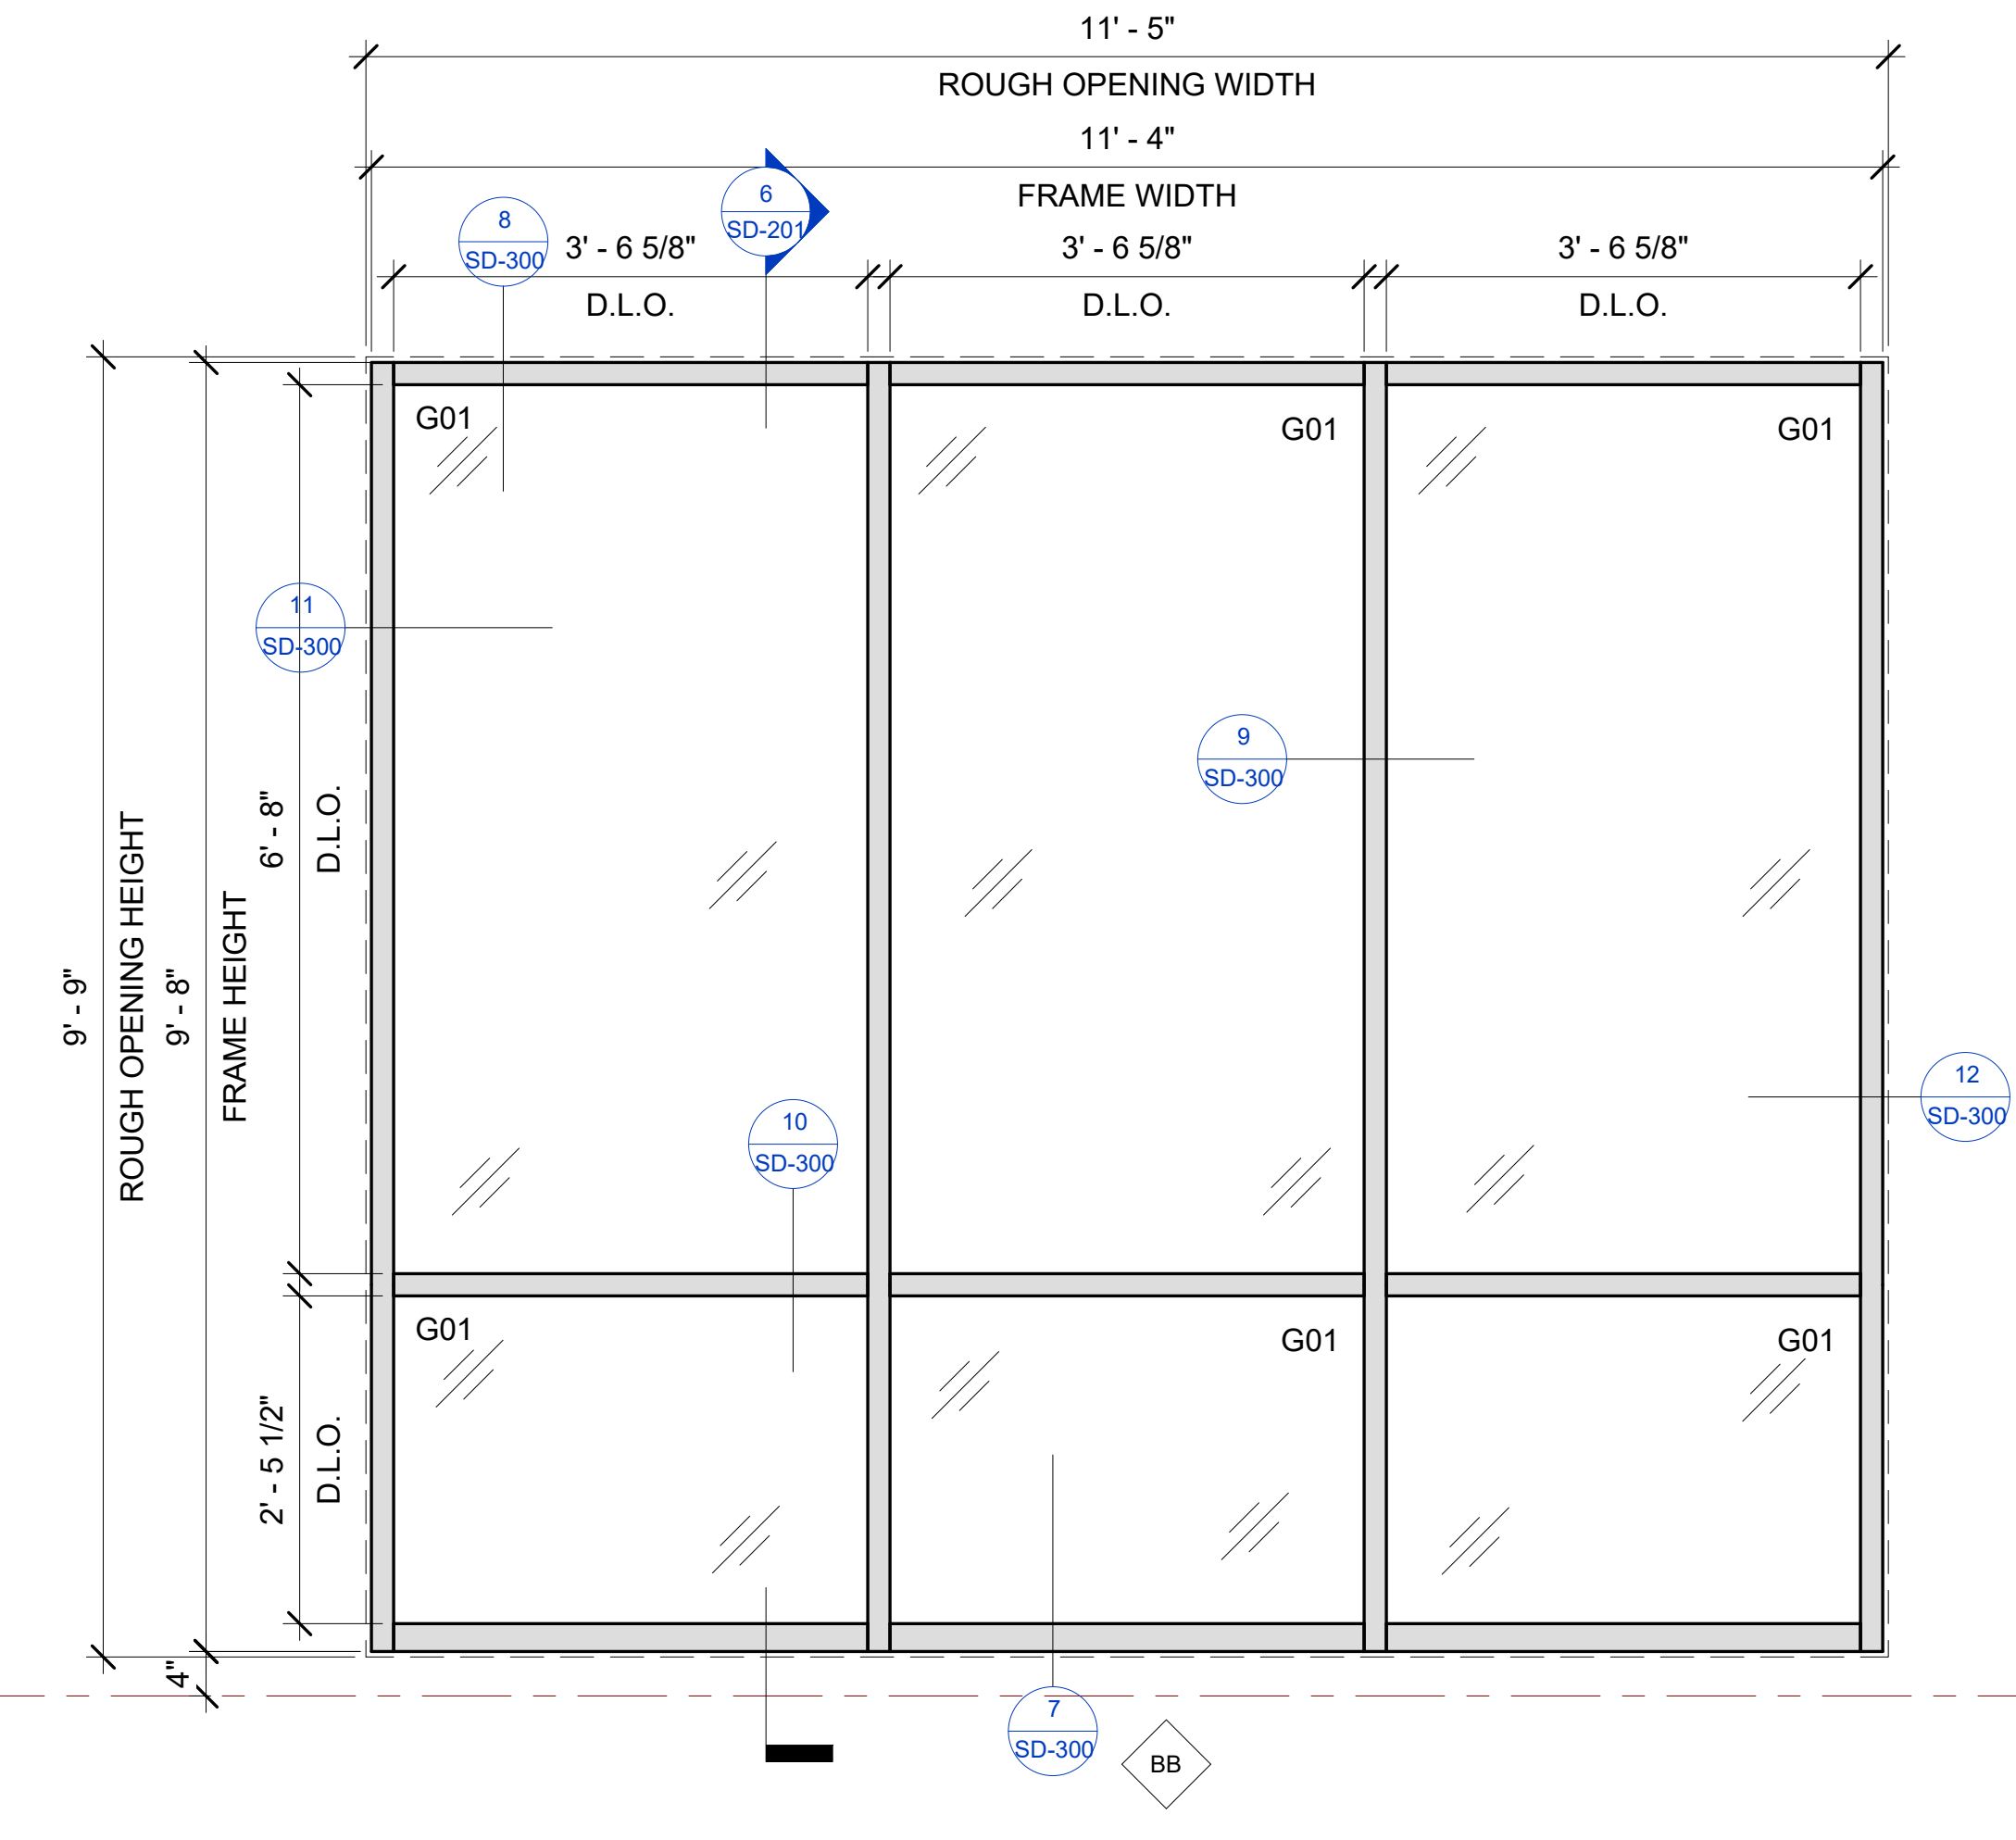 11' - 5"
ROUGH OPENING WIDTH
11' - 4"
FRAME WIDTH
8
SD-300
6
SD-201
3' - 6 5/8"
D.L.O.
3' - 6 5/8"
D.L.O.
3' - 6 5/8"
D.L.O.
G01
G01
G01
11
SD-300
9
SD-300
6' - 8"
D.L.O.
9' - 9"
ROUGH OPENING HEIGHT
9' - 8"
FRAME HEIGHT
12
SD-300
10
SD-300
G01
G01
G01
2' - 5 1/2"
D.L.O.
4"
7
SD-300
BB